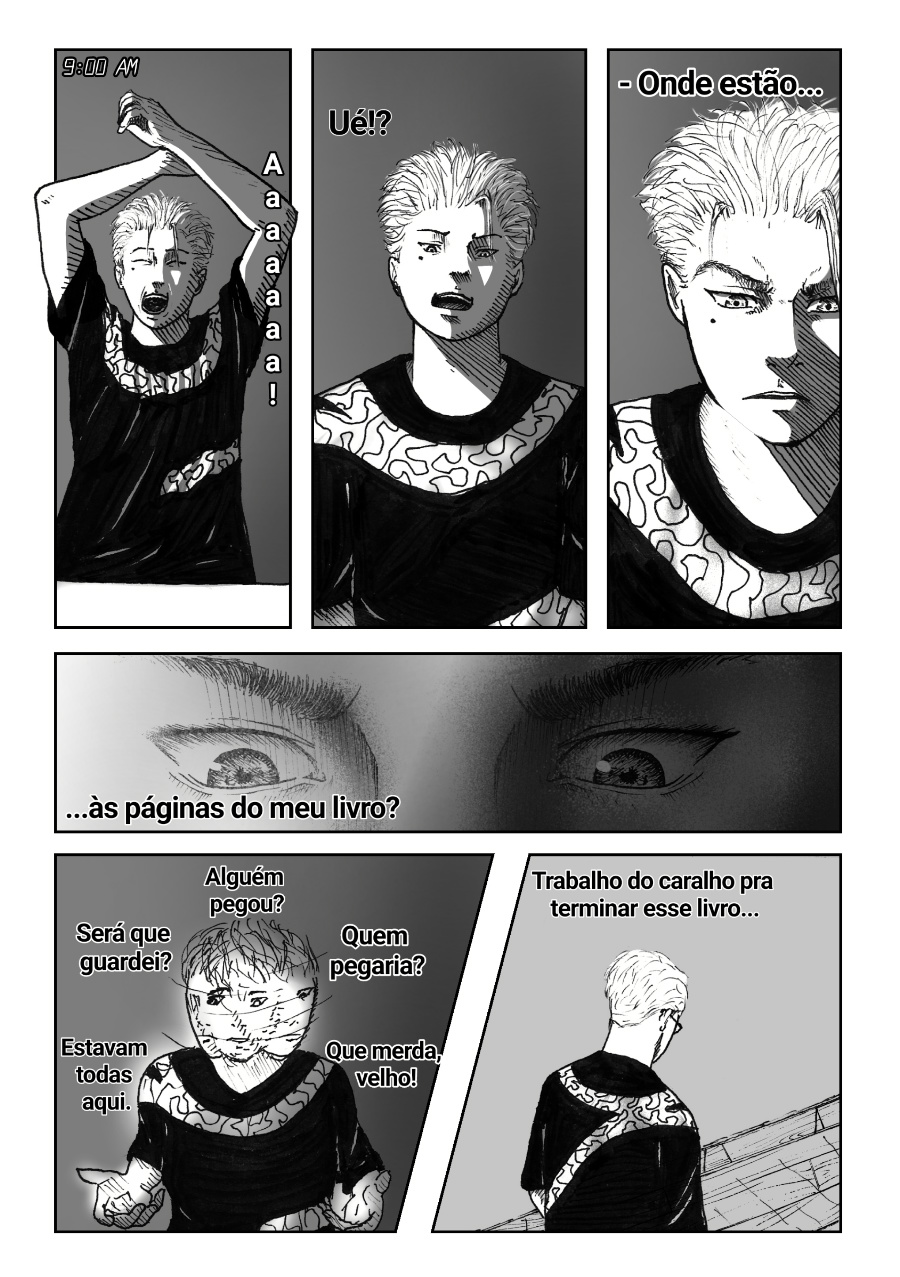 9:00 AM
Aaaaaaa!
Ué!?
- Onde estão...
...às páginas do meu livro?
Alguém
pegou?
Será que
guardei?
Quem
pegaria?
Estavam
todas
aqui.
Que merda,
velho!
Trabalho do caralho pra
terminar esse livro...